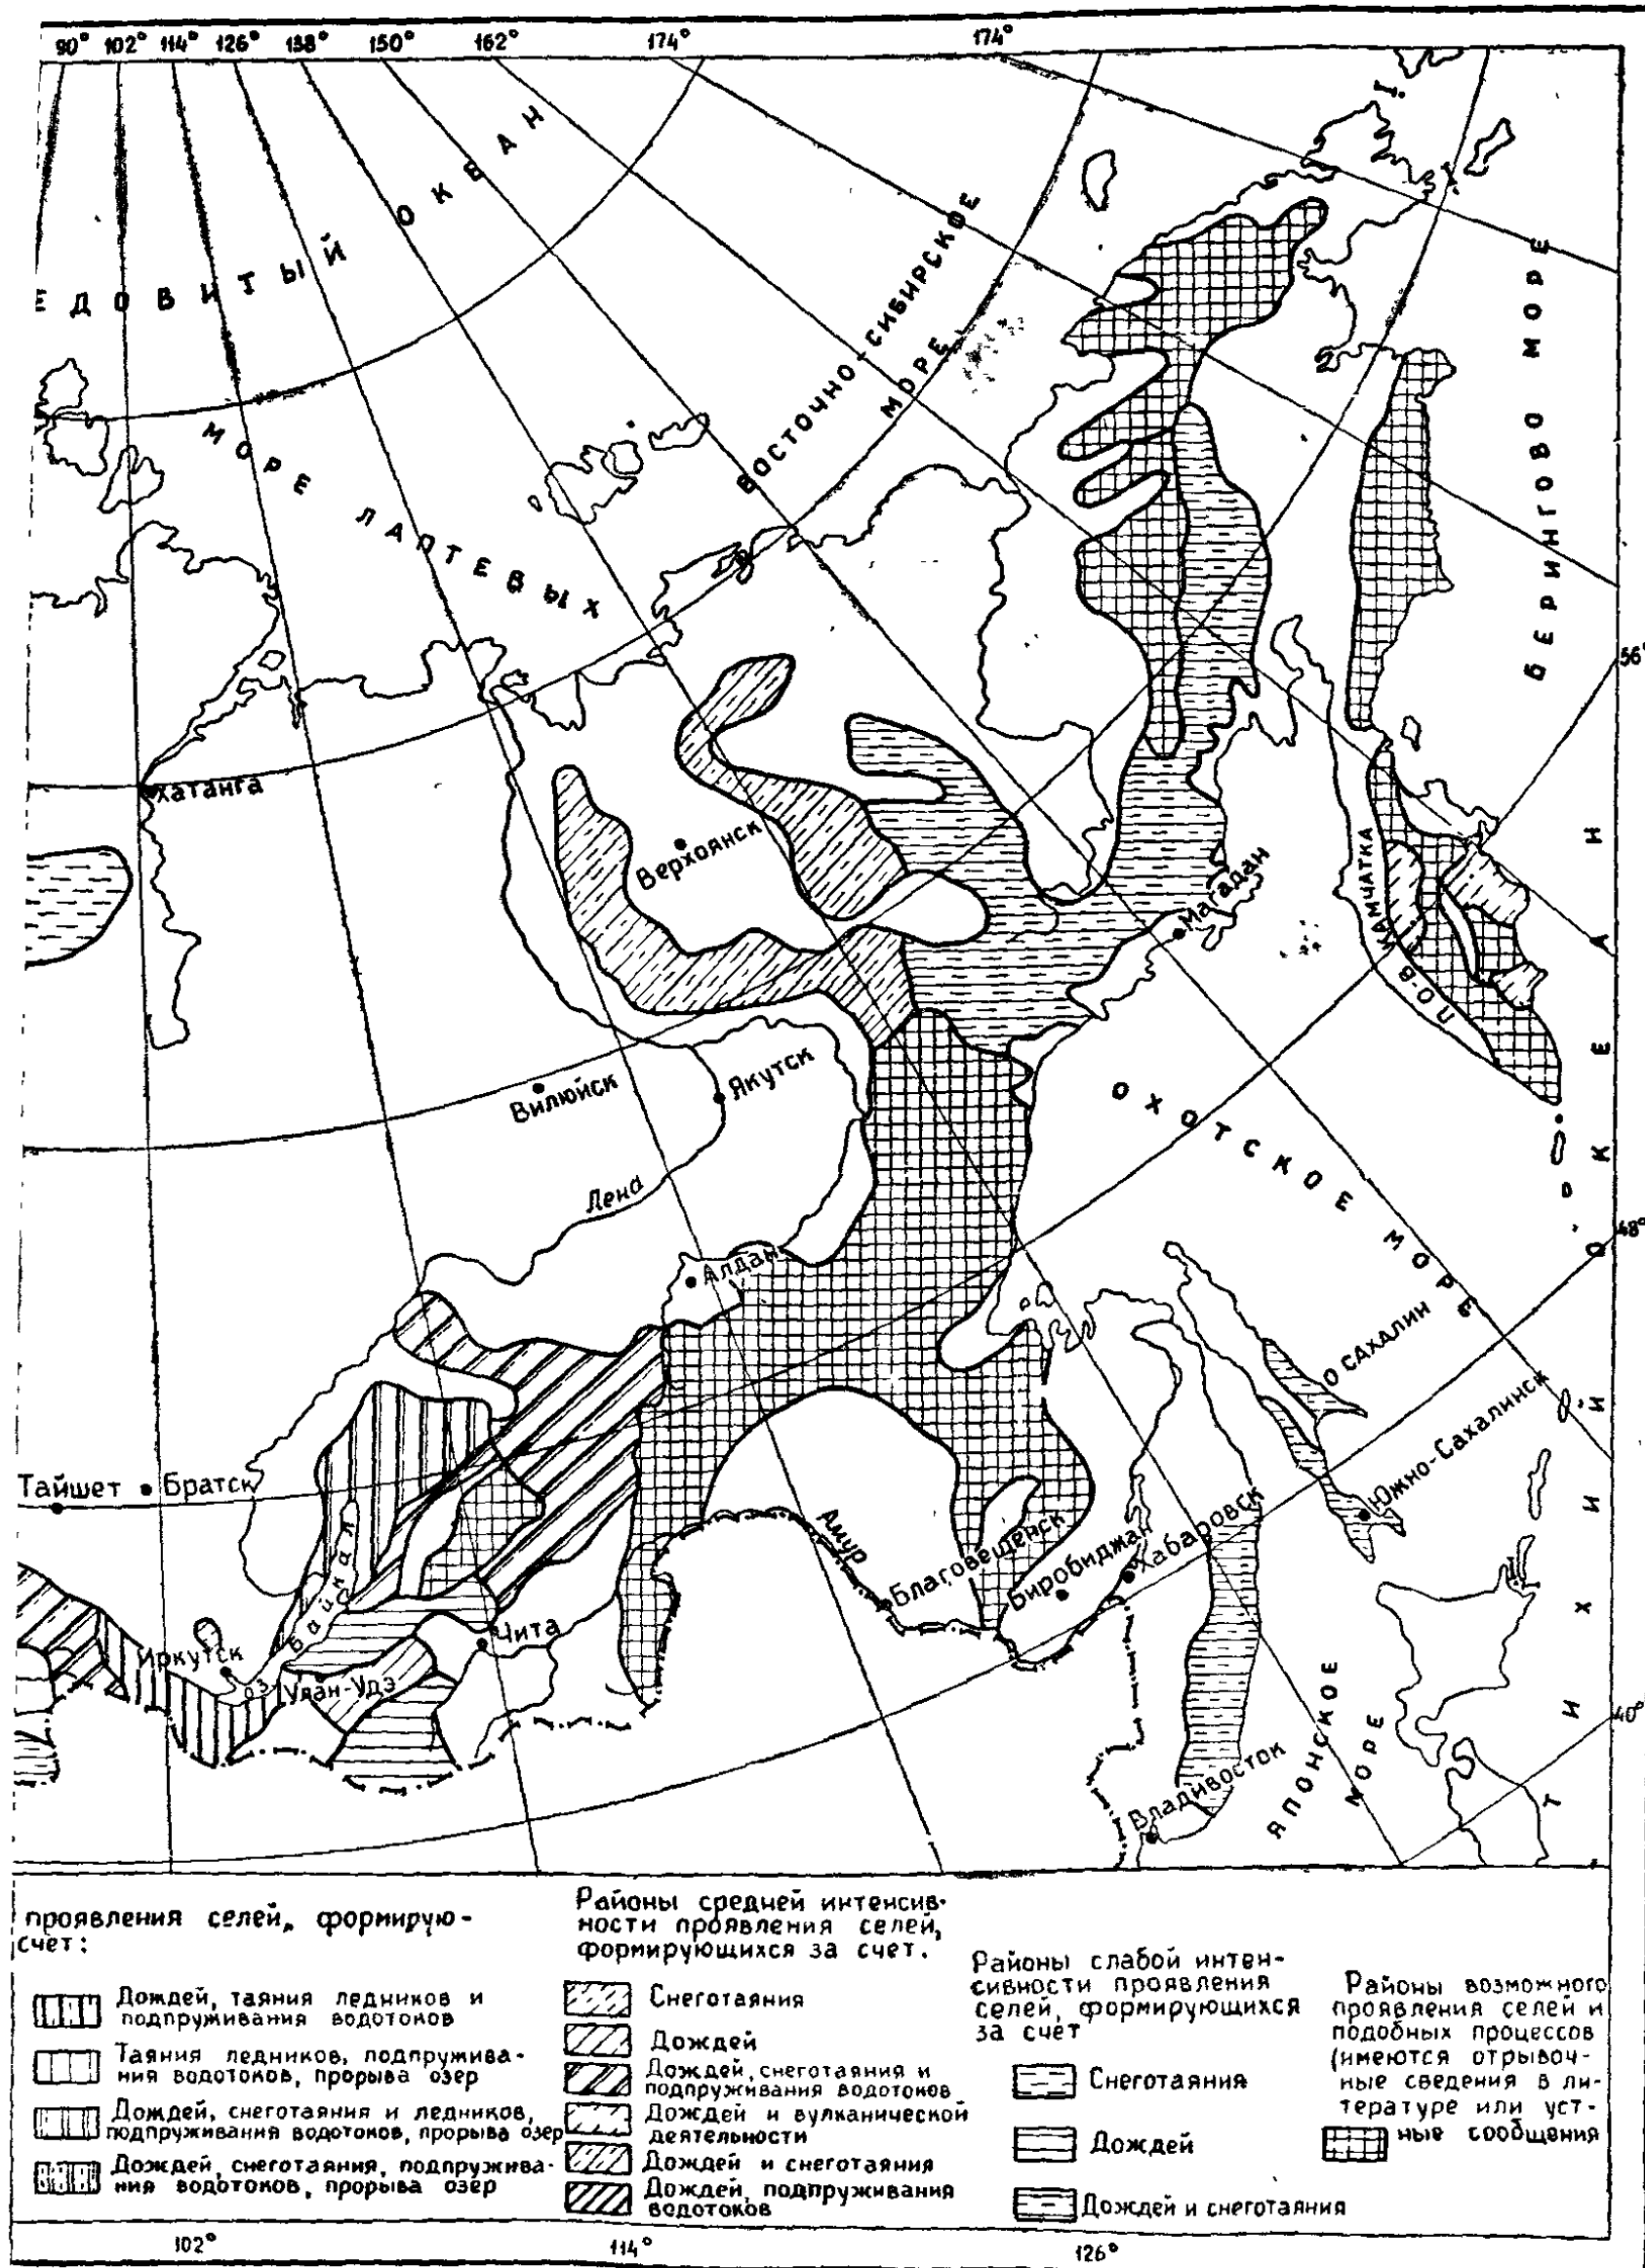 90° 102° 114° 126° 138° 150° 162° 174° 174°
ЕДОВИТЫЙ ОКЕАН
МОРЕ ЛАПТЕВЫХ
ВОСТОЧНО-СИБИРСКОЕ
МОРЕ
БЕРИНГОВО МОРЕ
56°
Хатанга
Верхоянск
Магадан
П-ОВ КАМЧАТКА
Вилюйск
Якутск
ОХОТСКОЕ МОРЕ
Лена
48°
Алдан
О САХАЛИН
Южно-Сахалинск
Тайшет
Братск
Амур
Благовещенск
Биробиджан
Хабаровск
оз. Байкал
Иркутск
Чита
Улан-Удэ
40°
Владивосток
ЯПОНСКОЕ
МОРЕ
ТИХИЙ ОКЕАН
проявления селей, формирую-
счет:
Дождей, таяния ледников и
подпруживания водотоков
Таяния ледников, подпружива-
ния водотоков, прорыва озер
Дождей, снеготаяния и ледников,
подпруживания водотоков, прорыва озер
Дождей, снеготаяния, подпружива-
ния водотоков, прорыва озер
Районы средней интенсив-
ности проявления селей,
формирующихся за счет.
Снеготаяния
Дождей
Дождей, снеготаяния и
подпруживания водотоков
Дождей и вулканической
деятельности
Дождей и снеготаяния
Дождей, подпруживания
водотоков
Районы слабой интен-
сивности проявления
селей, формирующихся
за счет
Снеготаяния
Дождей
Дождей и снеготаяния
Районы возможного
проявления селей и
подобных процессов
(имеются отрывоч-
ные сведения в ли-
тературе или уст-
ные сообщения
102° 114° 126°